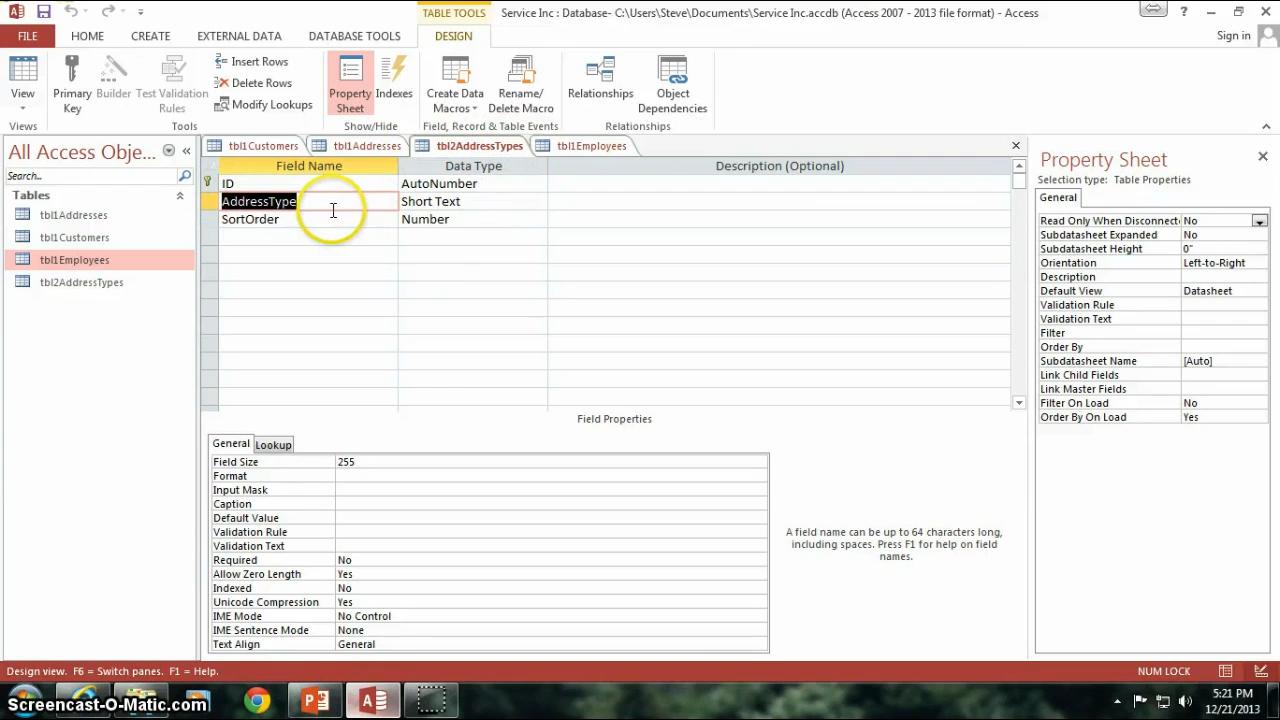 TABLE TOOLS
Service Inc : Database- C:\Users\Steve\Documents\Service Inc.accdb (Access 2007 - 2013 file format) - Access
?
FILE HOME CREATE EXTERNAL DATA DATABASE TOOLS DESIGN Sign in
View
Views
Primary Key
Builder
Test Validation Rules
Insert Rows
Delete Rows
Modify Lookups
Tools
Property Sheet
Indexes
Show/Hide
Create Data Macros
Rename/ Delete Macro
Field, Record & Table Events
Relationships
Object Dependencies
Relationships
All Access Obje...
Search...
Tables
tbl1Addresses
tbl1Customers
tbl1Employees
tbl2AddressTypes
tbl1Customers tbl1Addresses tbl2AddressTypes tbl1Employees
Field Name Data Type Description (Optional)
ID AutoNumber
AddressType Short Text
SortOrder Number
Field Properties
General Lookup
Field Size 255
Format
Input Mask
Caption
Default Value
Validation Rule
Validation Text
Required No
Allow Zero Length Yes
Indexed No
Unicode Compression Yes
IME Mode No Control
IME Sentence Mode None
Text Align General
A field name can be up to 64 characters long,
including spaces. Press F1 for help on field
names.
Property Sheet
Selection type: Table Properties
General
Read Only When Disconnect No
Subdatasheet Expanded No
Subdatasheet Height 0"
Orientation Left-to-Right
Description
Default View Datasheet
Validation Rule
Validation Text
Filter
Order By
Subdatasheet Name [Auto]
Link Child Fields
Link Master Fields
Filter On Load No
Order By On Load Yes
Design view. F6 = Switch panes. F1 = Help. NUM LOCK
Screencast-O-Matic.com
5:21 PM
12/21/2013